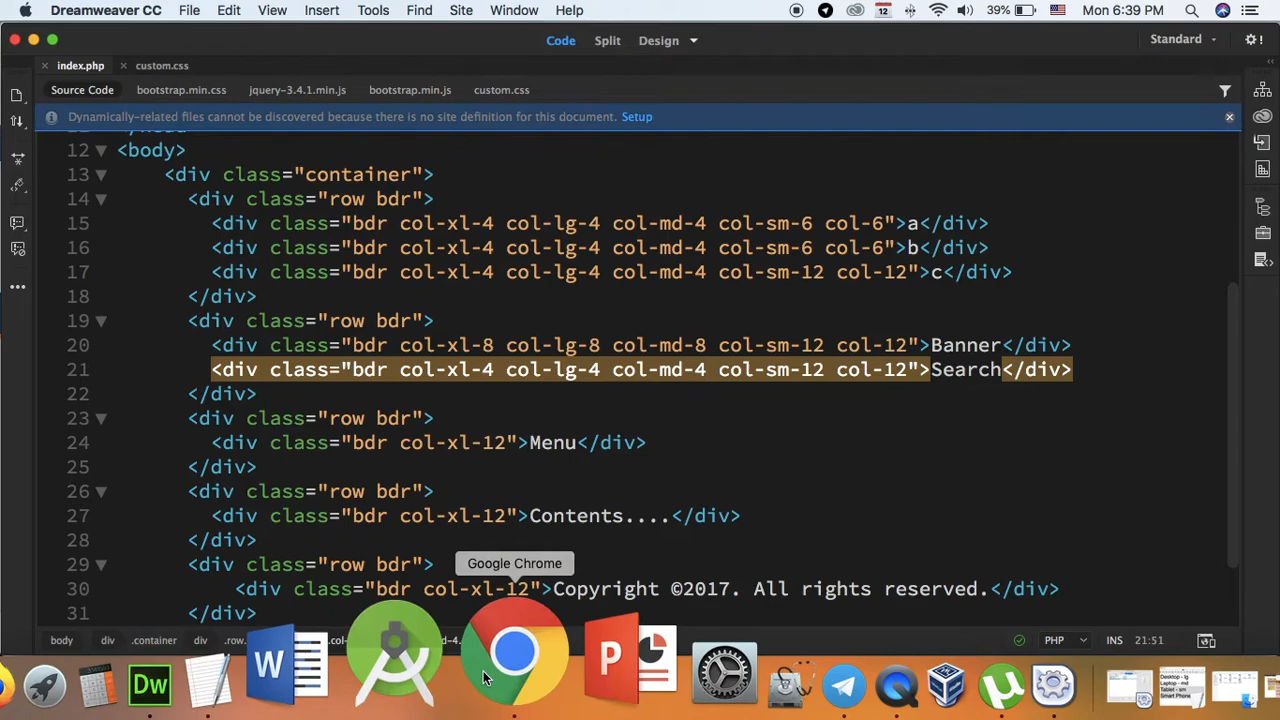 Dreamweaver CC File Edit View Insert Tools Find Site Window Help 12 39% Mon 6:39 PM
Code Split Design Standard
index.php custom.css
Source Code bootstrap.min.css jquery-3.4.1.min.js bootstrap.min.js custom.css
Dynamically-related files cannot be discovered because there is no site definition for this document. Setup
12 <body>
13 <div class="container">
14 <div class="row bdr">
15 <div class="bdr col-xl-4 col-lg-4 col-md-4 col-sm-6 col-6">a</div>
16 <div class="bdr col-xl-4 col-lg-4 col-md-4 col-sm-6 col-6">b</div>
17 <div class="bdr col-xl-4 col-lg-4 col-md-4 col-sm-12 col-12">c</div>
18 </div>
19 <div class="row bdr">
20 <div class="bdr col-xl-8 col-lg-8 col-md-8 col-sm-12 col-12">Banner</div>
21 <div class="bdr col-xl-4 col-lg-4 col-md-4 col-sm-12 col-12">Search</div>
22 </div>
23 <div class="row bdr">
24 <div class="bdr col-xl-12">Menu</div>
25 </div>
26 <div class="row bdr">
27 <div class="bdr col-xl-12">Contents....</div>
28 </div>
29 <div class="row bdr">
Google Chrome
30 <div class="bdr col-xl-12">Copyright ©2017. All rights reserved.</div>
31 </div>
body div .container div .row. PHP INS 21:51
Dw W P